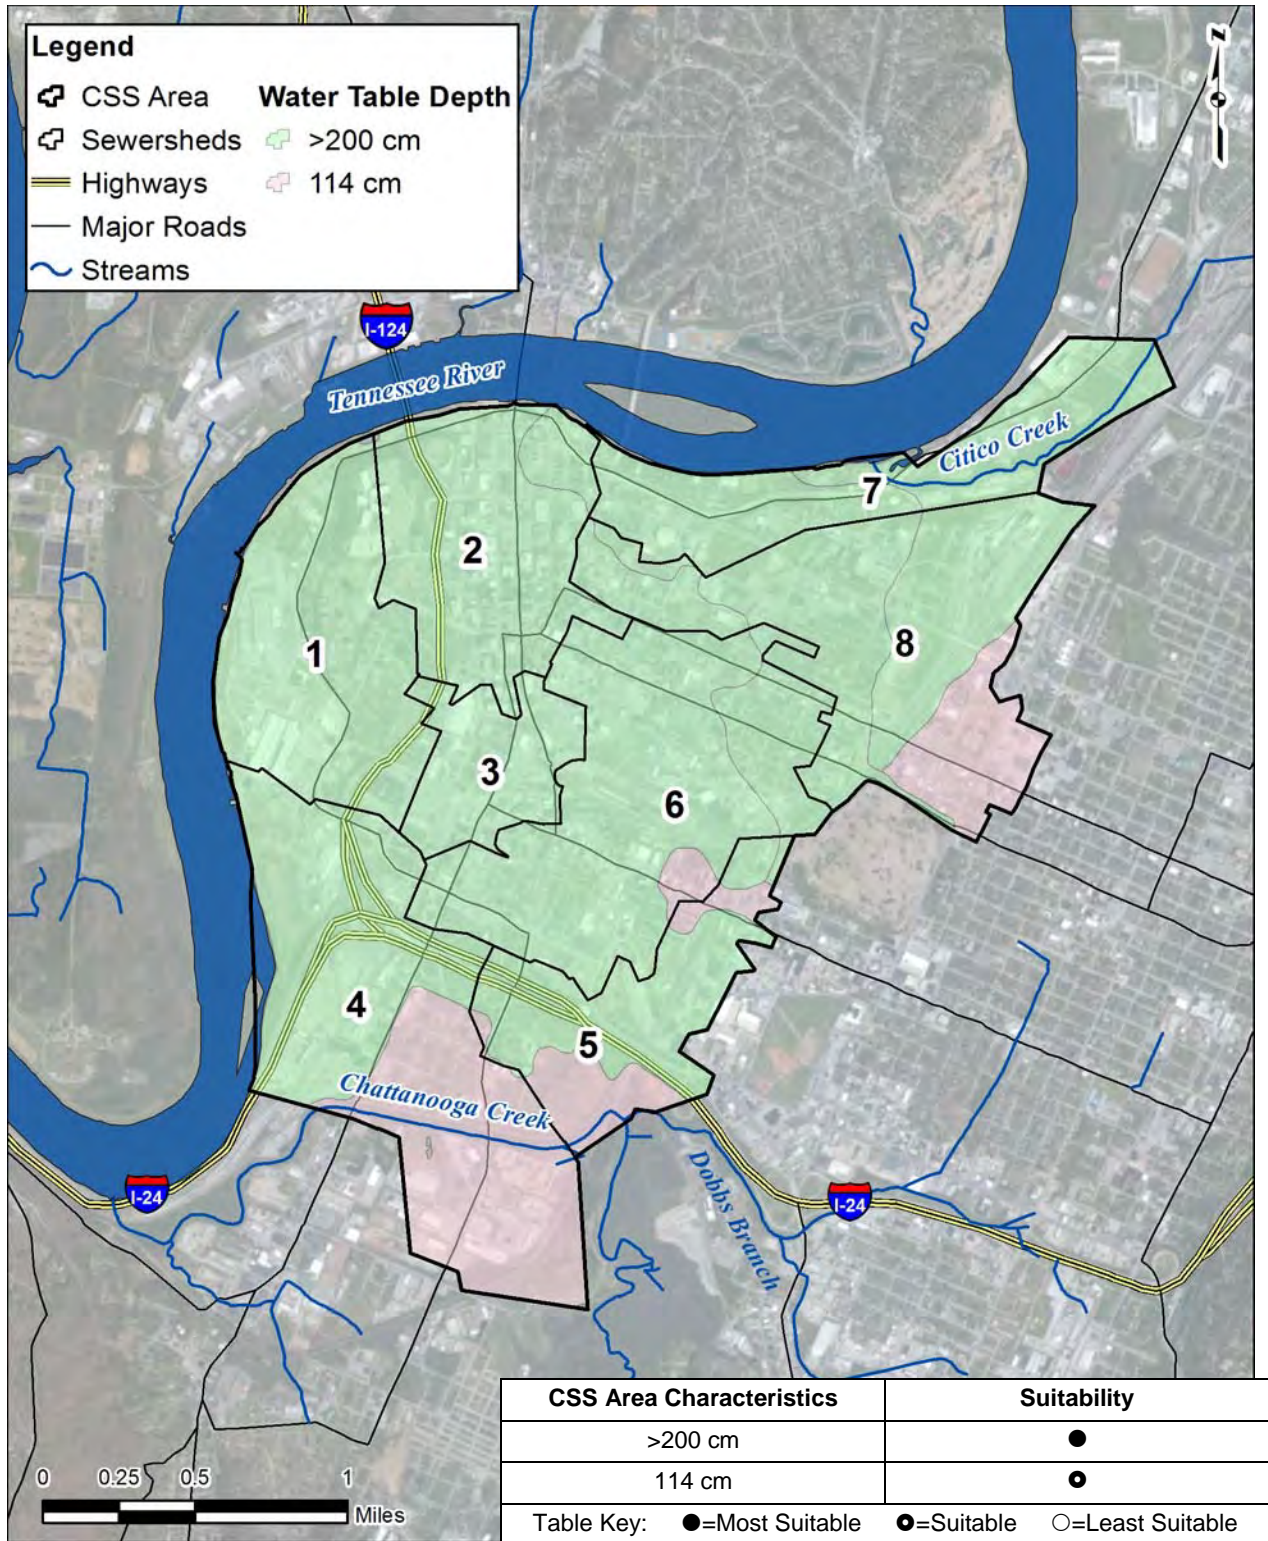 Legend
CSS Area
Water Table Depth
Sewersheds
>200 cm
Highways
114 cm
Major Roads
Streams
N
I-124
Tennessee River
Citico Creek
7
2
8
1
3
6
4
5
Chattanooga Creek
Dobbs Branch
I-24
I-24
CSS Area Characteristics Suitability
>200 cm ●
114 cm ⭘
Table Key: ●=Most Suitable ⭘=Suitable ○=Least Suitable
0 0.25 0.5 1
Miles